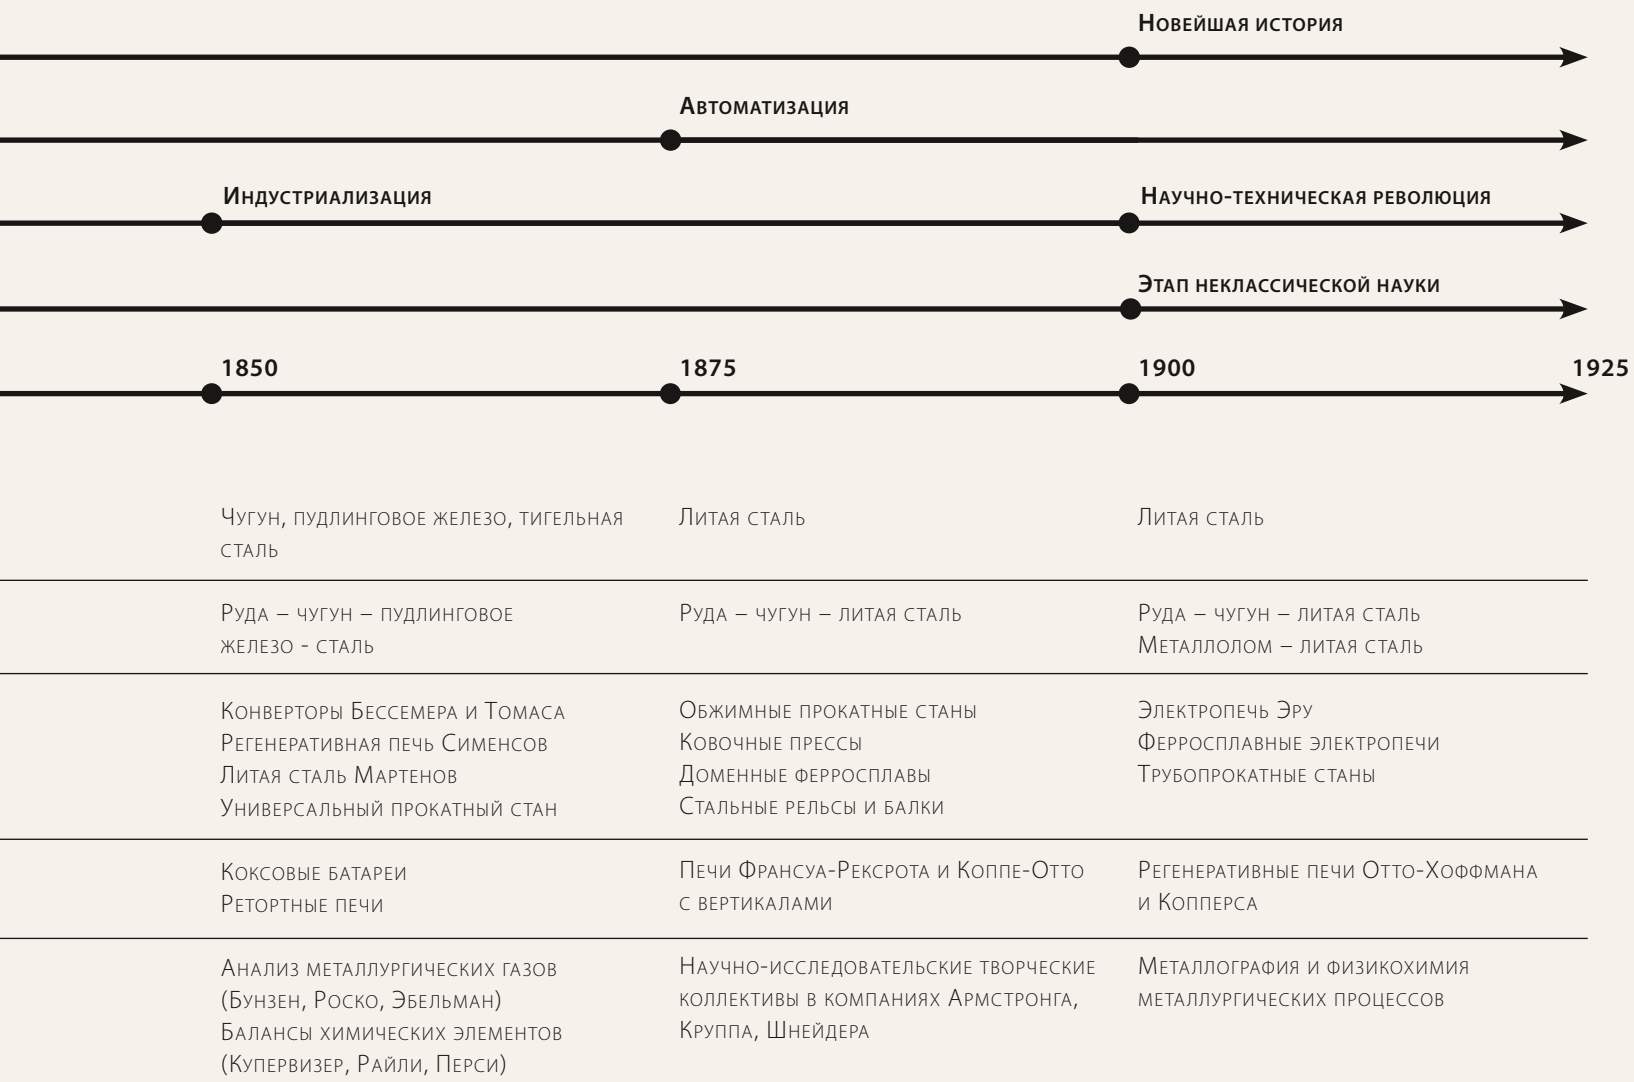 Новейшая история
Автоматизация
Индустриализация
Научно-техническая революция
Этап неклассической науки
1850
1875
1900
1925
Чугун, пудлинговое железо, тигельная
сталь
Литая сталь
Литая сталь
Руда – чугун – пудлинговое
железо - сталь
Руда – чугун – литая сталь
Руда – чугун – литая сталь
Металлолом – литая сталь
Конверторы Бессемера и Томаса
Регенеративная печь Сименсов
Литая сталь Мартенов
Универсальный прокатный стан
Обжимные прокатные станы
Ковочные прессы
Доменные ферросплавы
Стальные рельсы и балки
Электропечь Эру
Ферросплавные электропечи
Трубопрокатные станы
Коксовые батареи
Ретортные печи
Печи Франсуа-Рексрота и Коппе-Отто
с вертикалами
Регенеративные печи Отто-Хоффмана
и Копперса
Анализ металлургических газов
(Бунзен, Роско, Эбельман)
Балансы химических элементов
(Купервизер, Райли, Перси)
Научно-исследовательские творческие
коллективы в компаниях Армстронга,
Круппа, Шнейдера
Металлография и физикохимия
металлургических процессов